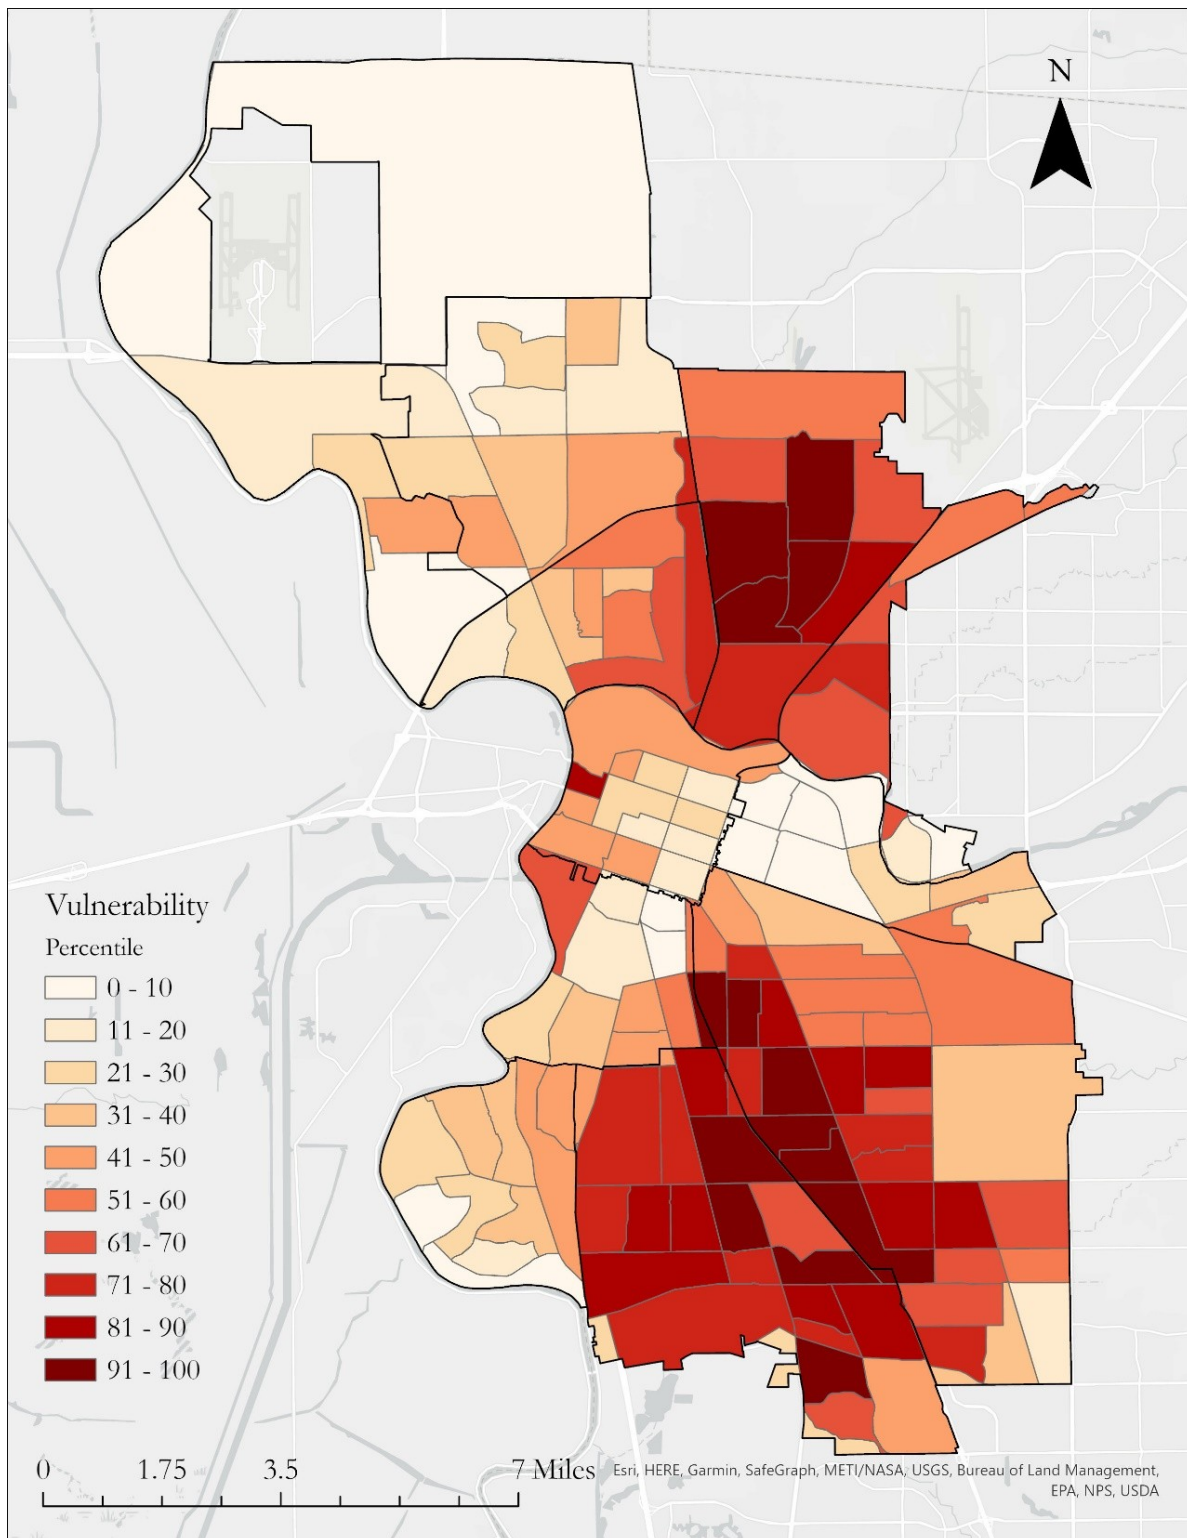 N
Vulnerability
Percentile
0 - 10
11 - 20
21 - 30
31 - 40
41 - 50
51 - 60
61 - 70
71 - 80
81 - 90
91 - 100
0 1.75 3.5 7 Miles
Esri, HERE, Garmin, SafeGraph, METI/NASA, USGS, Bureau of Land Management,
EPA, NPS, USDA